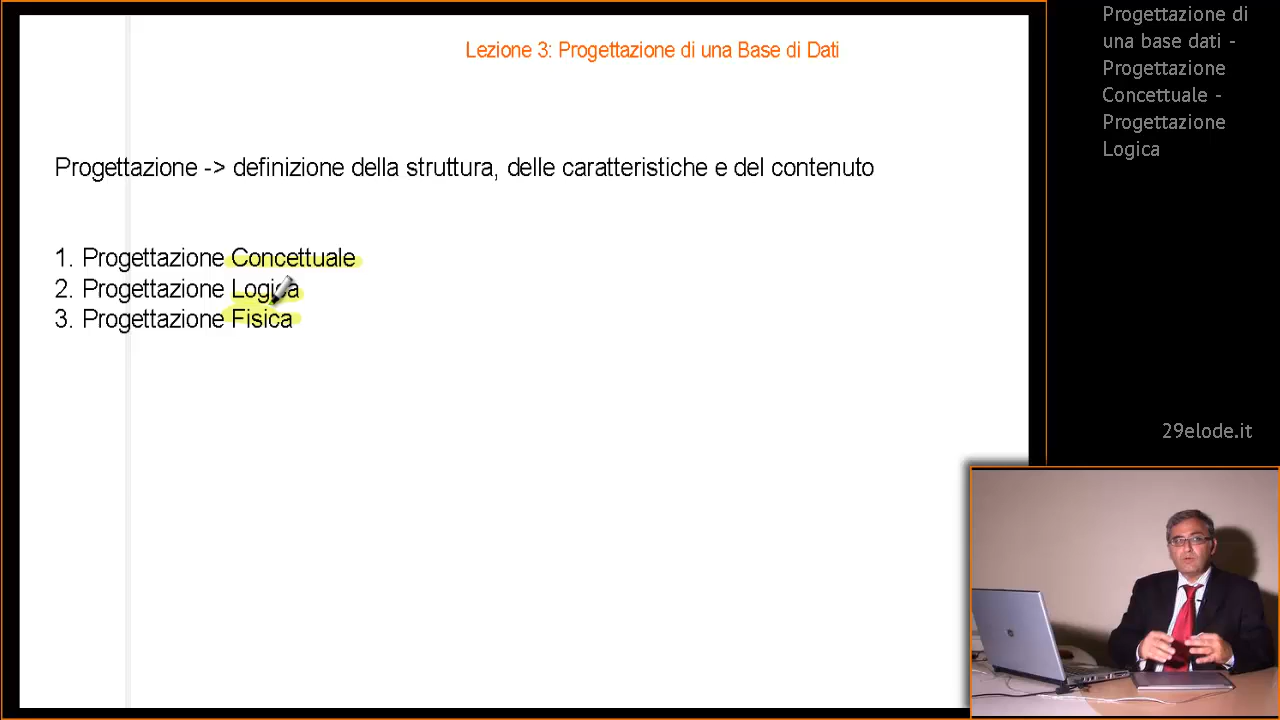 Lezione 3: Progettazione di una Base di Dati
Progettazione -> definizione della struttura, delle caratteristiche e del contenuto
1. Progettazione Concettuale
2. Progettazione Logica
3. Progettazione Fisica
Progettazione di
una base dati -
Progettazione
Concettuale -
Progettazione
Logica
29elode.it